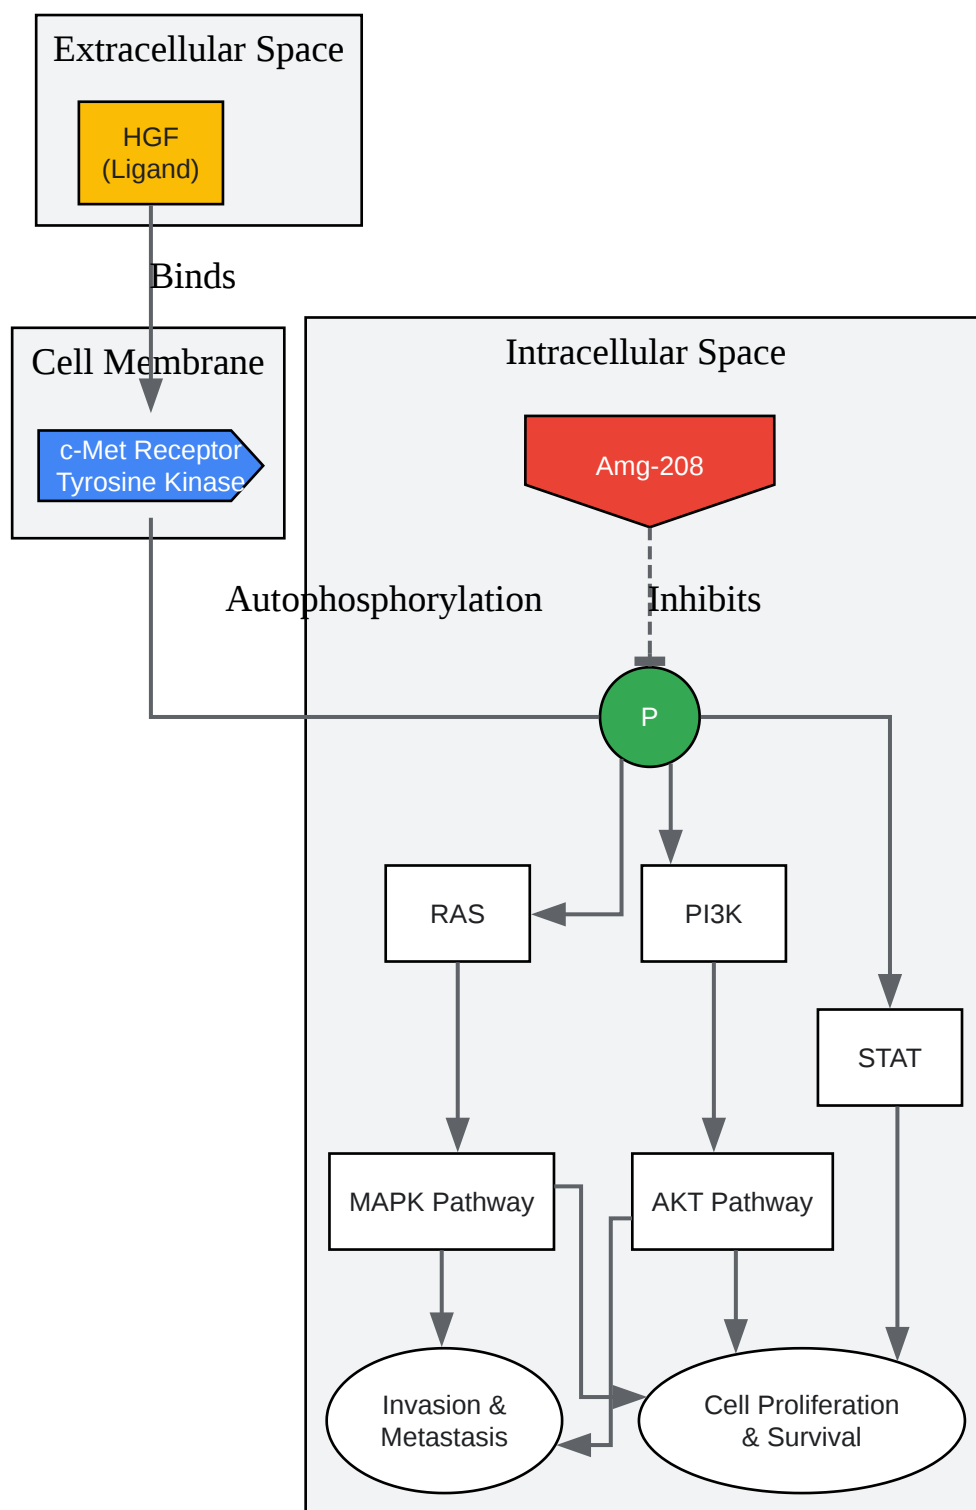 Extracellular Space
HGF
(Ligand)
Binds
Cell Membrane
c-Met Receptor
Tyrosine Kinase
Intracellular Space
Amg-208
Autophosphorylation
Inhibits
P
RAS
PI3K
STAT
MAPK Pathway
AKT Pathway
Invasion &
Metastasis
Cell Proliferation
& Survival